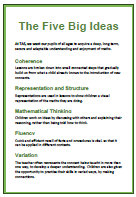 The Five Big Ideas
At TAS, we want our pupils of all ages to acquire a deep, long-term,
secure and adaptable understanding and enjoyment of maths.
Coherence
Lessons are broken down into small connected steps that gradually
build on from what a child already knows to the introduction of new
concepts.
Representation and Structure
Representations are used in lessons to show children a visual
representation of the maths they are doing.
Mathematical Thinking
Children work on ideas by discussing with others and explaining their
reasoning, rather than being told how to think.
Fluency
Quick and efficient recall of facts and procedures is vital so that it
can be applied in different contexts.
Variation
The teacher often represents the concept being taught in more than
one way, to develop a deeper understanding. Children are also given
the opportunity to practise their skills in varied ways, by making
connections.